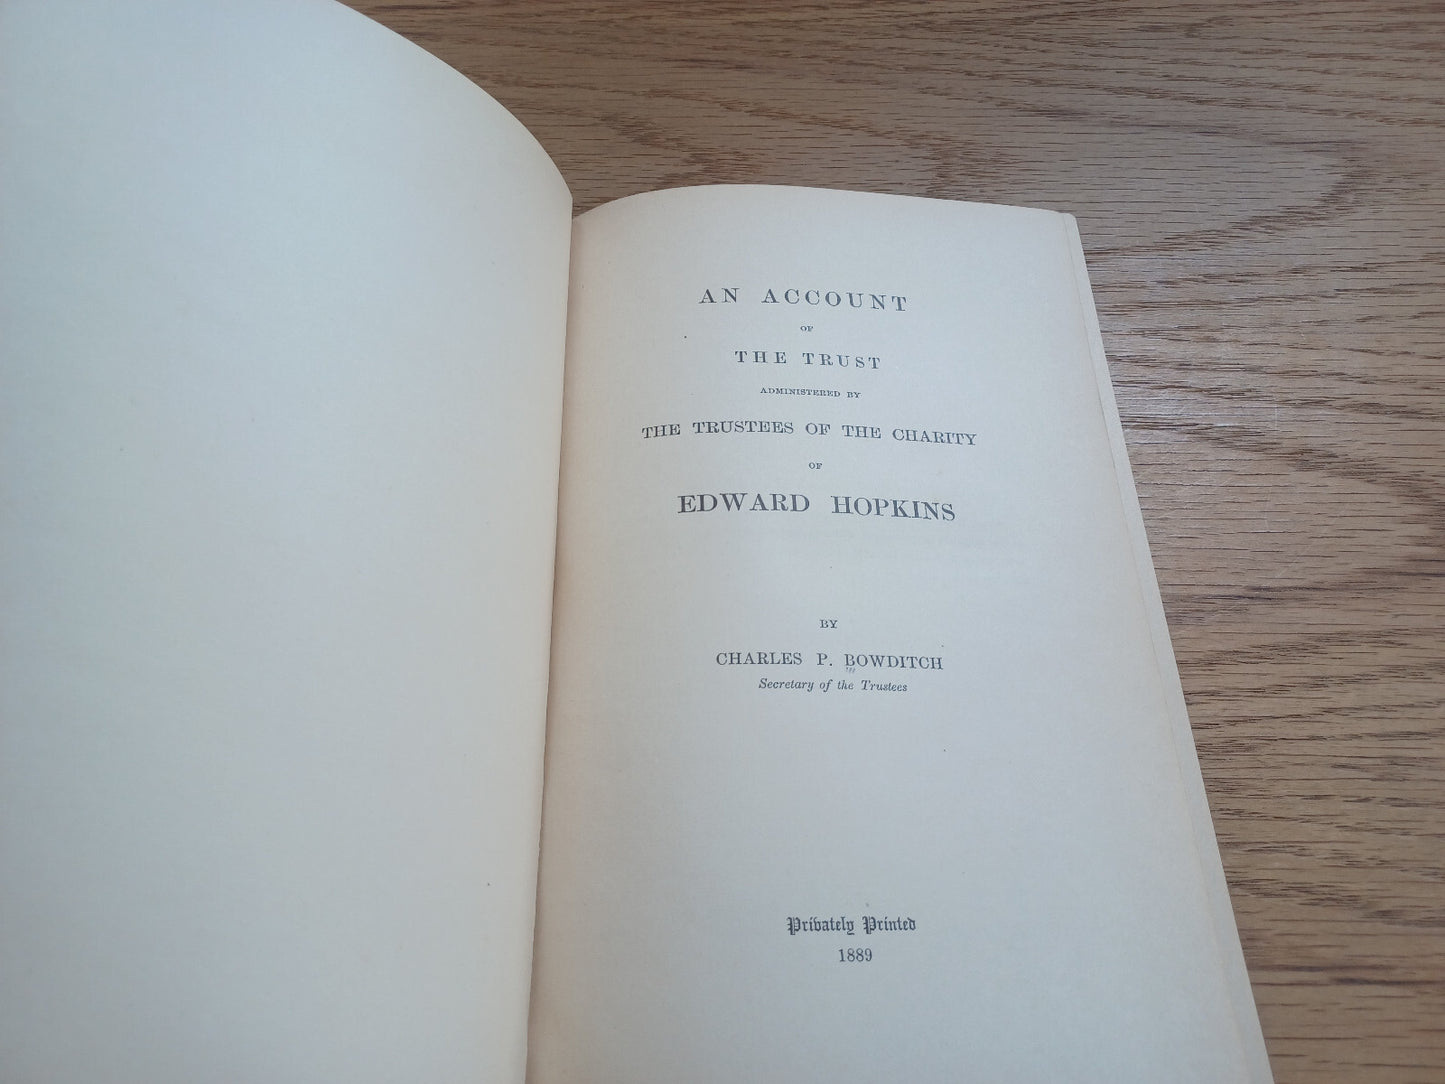 AN ACCOUNT
OF
THE TRUST
ADMINISTERED BY
THE TRUSTEES OF THE CHARITY
OF
EDWARD HOPKINS
BY
CHARLES P. BOWDITCH
Secretary of the Trustees
Privately Printed
1889